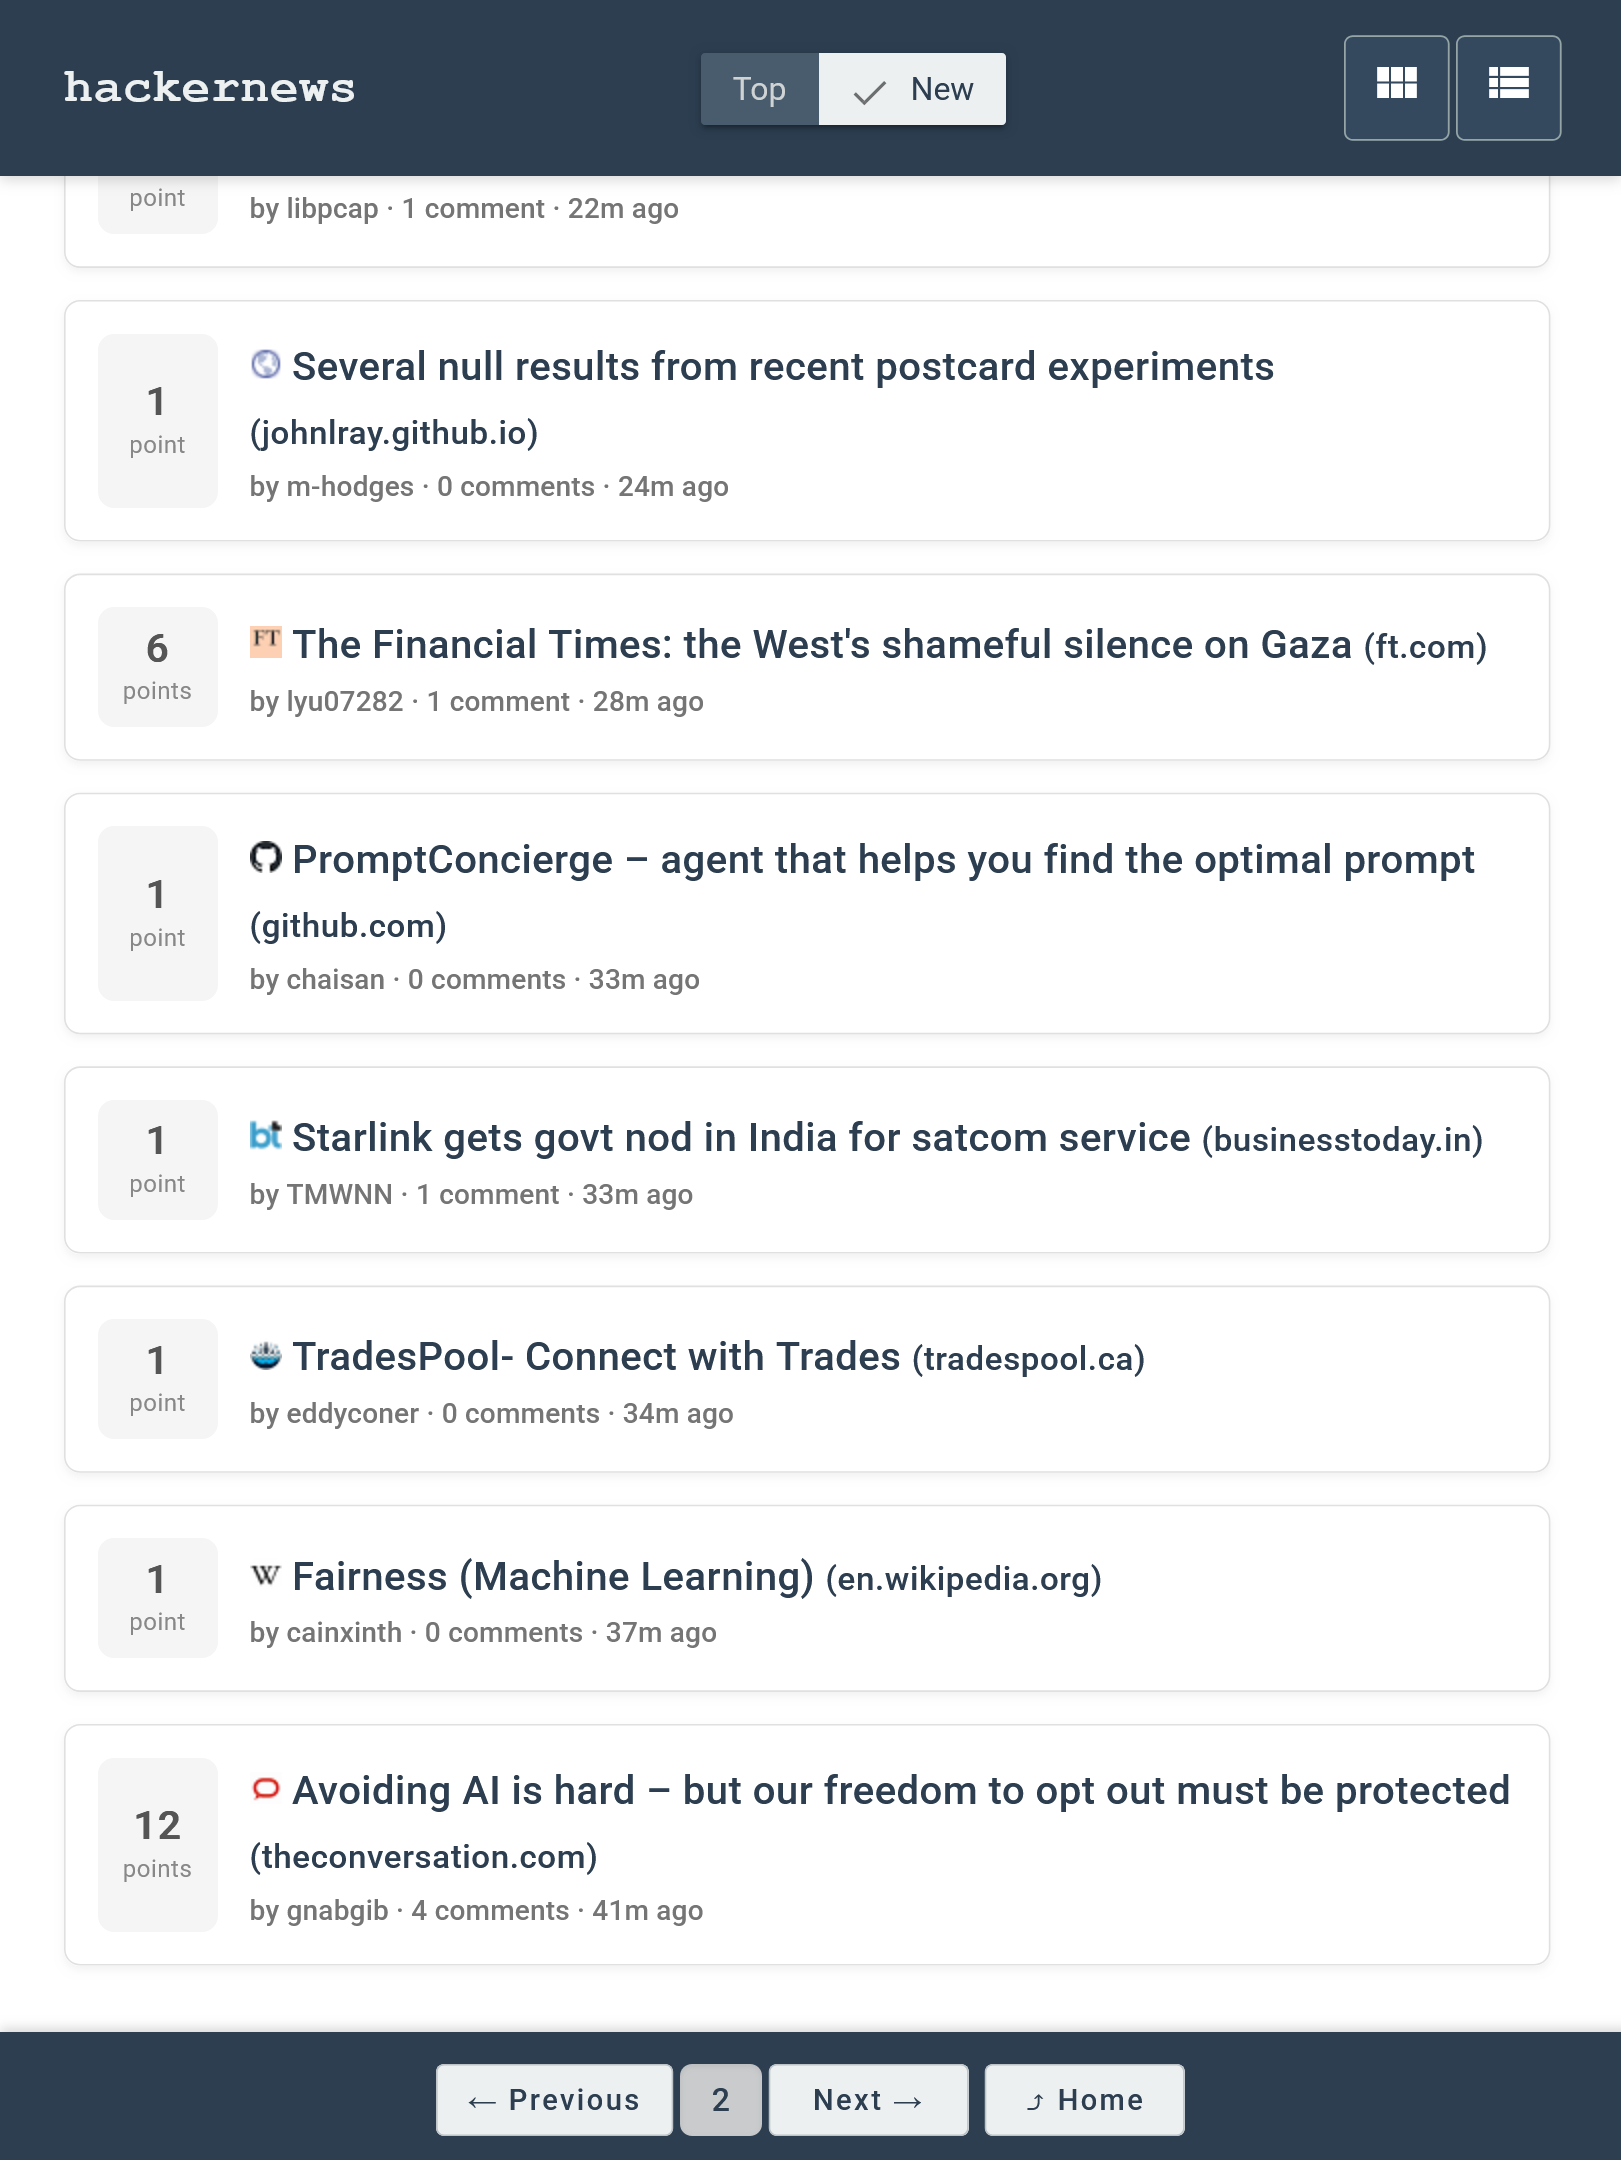 hackernews
Top
New
point
by libpcap · 1 comment · 22m ago
1
point
Several null results from recent postcard experiments
(johnlray.github.io)
by m-hodges · 0 comments · 24m ago
6
points
FT
The Financial Times: the West's shameful silence on Gaza (ft.com)
by lyu07282 · 1 comment · 28m ago
1
point
PromptConcierge – agent that helps you find the optimal prompt
(github.com)
by chaisan · 0 comments · 33m ago
1
point
bt
Starlink gets govt nod in India for satcom service (businesstoday.in)
by TMWNN · 1 comment · 33m ago
1
point
TradesPool- Connect with Trades (tradespool.ca)
by eddyconer · 0 comments · 34m ago
1
point
W
Fairness (Machine Learning) (en.wikipedia.org)
by cainxinth · 0 comments · 37m ago
12
points
Avoiding AI is hard – but our freedom to opt out must be protected
(theconversation.com)
by gnabgib · 4 comments · 41m ago
← Previous
2
Next →
⤴ Home